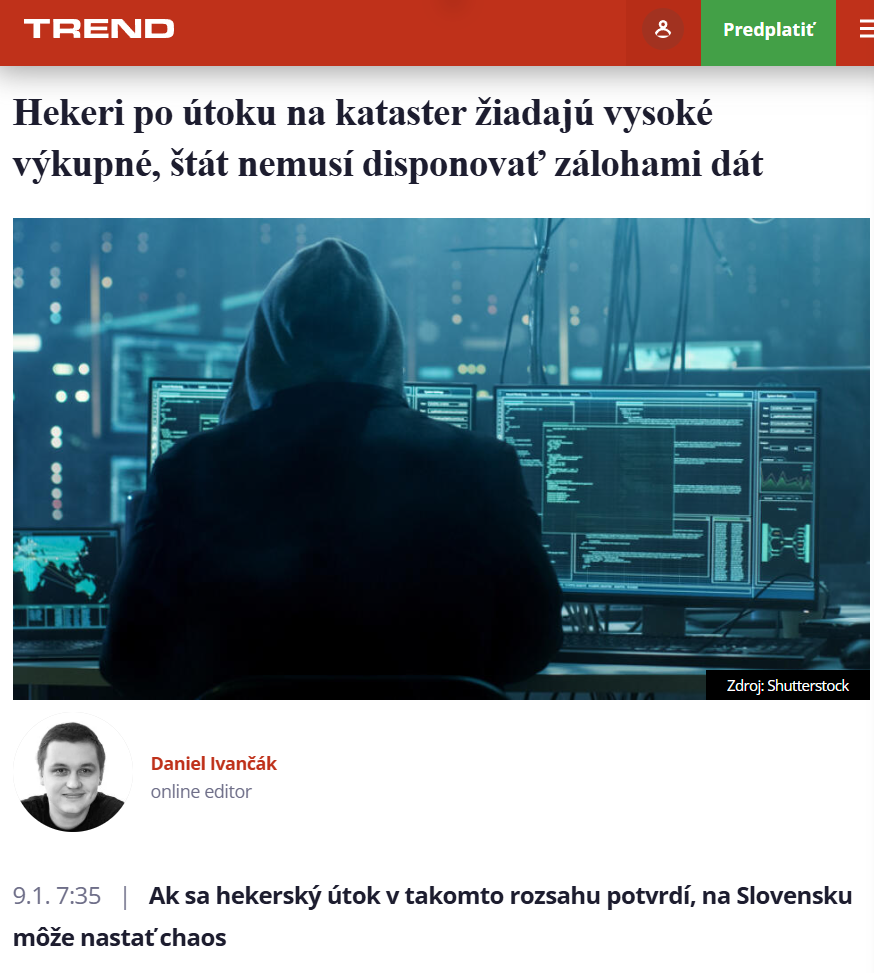 TREND
Predplatiť
Hekeri po útoku na kataster žiadajú vysoké
výkupné, štát nemusí disponovať zálohami dát
Zdroj: Shutterstock
Daniel Ivančák
online editor
9.1. 7:35 | Ak sa hekerský útok v takomto rozsahu potvrdí, na Slovensku
môže nastať chaos